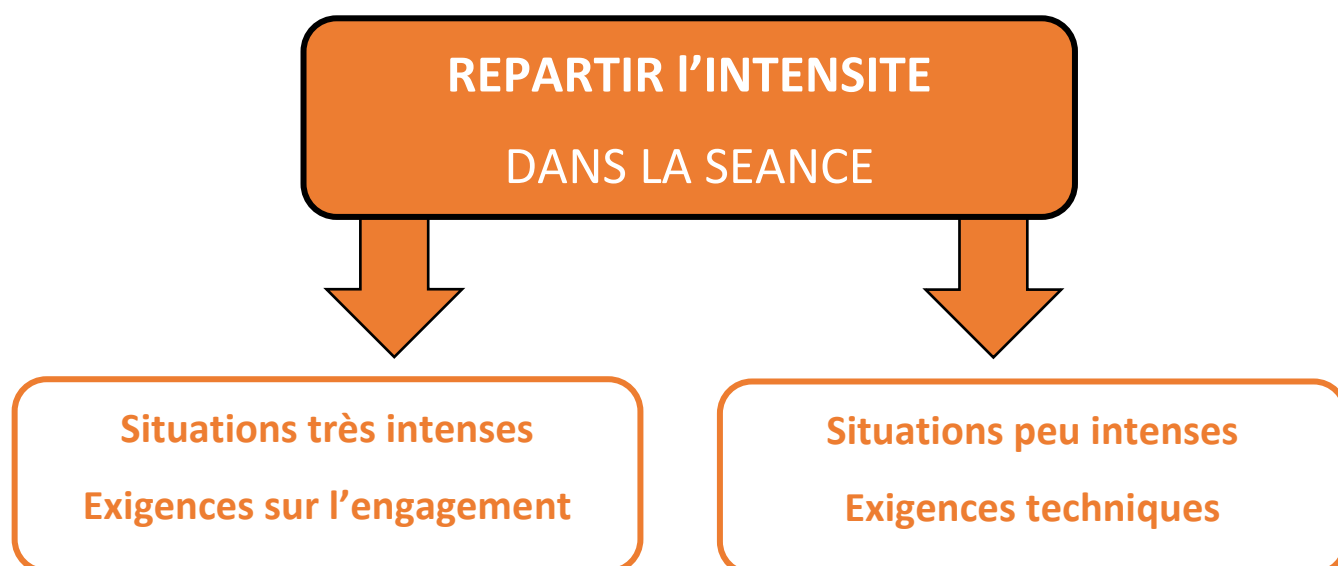 REPARTIR l’INTENSITE
DANS LA SEANCE
Situations très intenses
Exigences sur l’engagement
Situations peu intenses
Exigences techniques